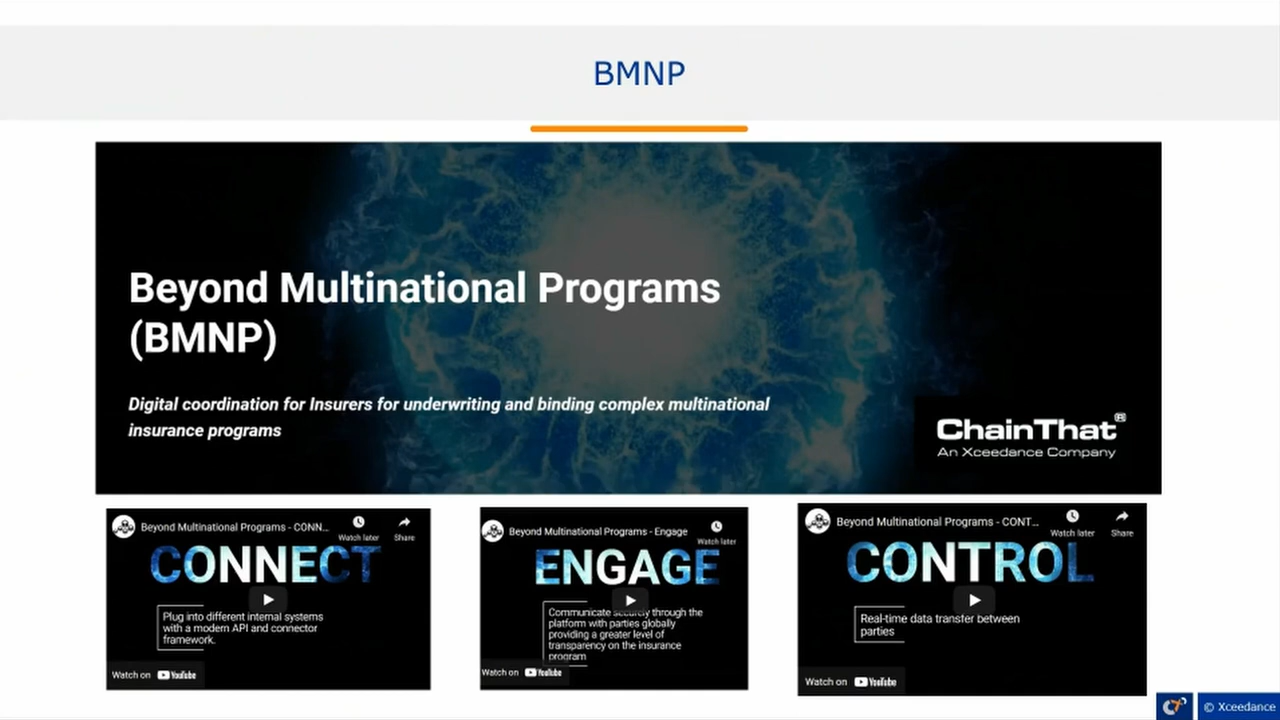 BMNP
Beyond Multinational Programs
(BMNP)
Digital coordination for Insurers for underwriting and binding complex multinational
insurance programs
ChainThat®
An Xceedance Company
Beyond Multinational Programs - CONN...
Watch later
Share
CONNECT
Plug into different internal systems
with a modern API and connector
framework.
Watch on YouTube
Beyond Multinational Programs - Engage
Watch later
ENGAGE
Communicate securely through the
platform with parties globally
providing a greater level of
transparency on the insurance
program
Watch on YouTube
Beyond Multinational Programs - CONT...
Watch later
Share
CONTROL
Real-time data transfer between
parties
Watch on YouTube
© Xceedance